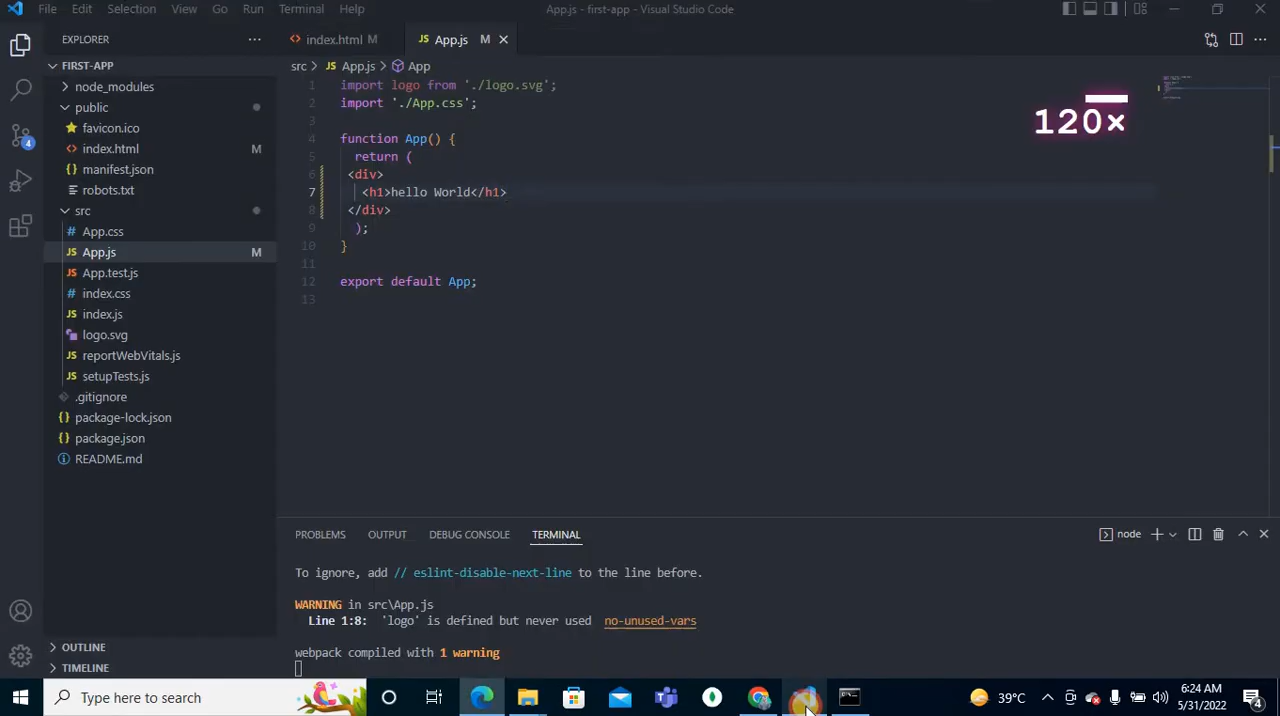 File Edit Selection View Go Run Terminal Help
App.js - first-app - Visual Studio Code
EXPLORER
index.html M
App.js M
FIRST-APP
src > App.js > App
node_modules
public
favicon.ico
index.html M
manifest.json
robots.txt
src
App.css
App.js M
App.test.js
index.css
index.js
logo.svg
reportWebVitals.js
setupTests.js
.gitignore
package-lock.json
package.json
README.md
OUTLINE
TIMELINE
1 import logo from './logo.svg';
2 import './App.css';
3
4 function App() {
5 return (
6 <div>
7 <h1>hello World</h1>
8 </div>
9 );
10 }
11
12 export default App;
13
120×
PROBLEMS OUTPUT DEBUG CONSOLE TERMINAL
node
To ignore, add // eslint-disable-next-line to the line before.
WARNING in src\App.js
Line 1:8: 'logo' is defined but never used no-unused-vars
webpack compiled with 1 warning
4
Type here to search
39°C
6:24 AM
5/31/2022
4